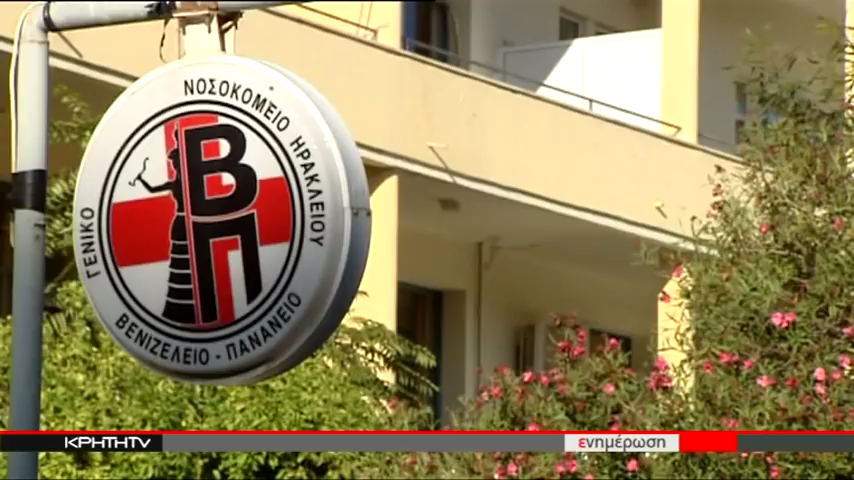 ΓΕΝΙΚΟ ΝΟΣΟΚΟΜΕΙΟ ΗΡΑΚΛΕΙΟΥ
ΒΠ
ΒΕΝΙΖΕΛΕΙΟ - ΠΑΝΑΝΕΙΟ
ΚΡΗΤΗTV
ενημέρωση